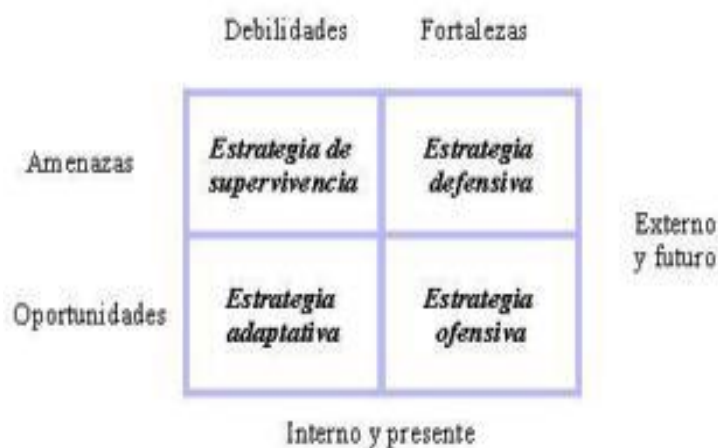 Debilidades Fortalezas
Amenazas
Estrategia de
supervivencia
Estrategia
defensiva
Externo
y futuro
Oportunidades
Estrategia
adaptativa
Estrategia
ofensiva
Interno y presente